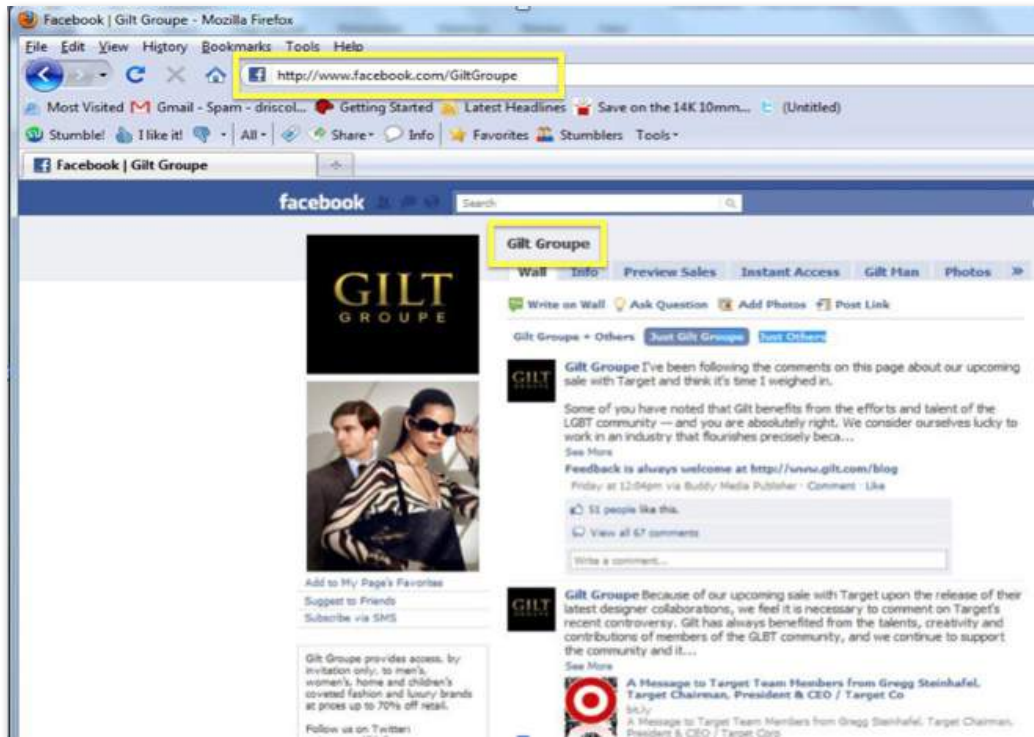 Facebook | Gilt Groupe - Mozilla Firefox
File Edit View History Bookmarks Tools Help
http://www.facebook.com/GiltGroupe
Most Visited Gmail - Spam - driscol... Getting Started Latest Headlines Save on the 14K 10mm... (Untitled)
Stumble! I like it! All Share Info Favorites Stumblers Tools
Facebook | Gilt Groupe
facebook Search
Gilt Groupe
Wall Info Preview Sales Instant Access Gilt Man Photos »
GILT
GROUPE
Write on Wall Ask Question Add Photos Post Link
Gilt Groupe + Others Just Gilt Groupe Just Others
GILT
GROUPE
Gilt Groupe I've been following the comments on this page about our upcoming
sale with Target and think it's time I weighed in.
Some of you have noted that Gilt benefits from the efforts and talent of the
LGBT community — and you are absolutely right. We consider ourselves lucky to
work in an industry that flourishes precisely beca...
See More
Feedback is always welcome at http://www.gilt.com/blog
Friday at 12:04pm via Buddy Media Publisher · Comment · Like
51 people like this.
View all 67 comments
Write a comment...
Add to My Page's Favorites
Suggest to Friends
Subscribe via SMS
GILT
GROUPE
Gilt Groupe Because of our upcoming sale with Target upon the release of their
latest designer collaborations, we feel it is necessary to comment on Target's
recent controversy. Gilt has always benefited from the talents, creativity and
contributions of members of the GLBT community, and we continue to support
the community and it...
See More
A Message to Target Team Members from Gregg Steinhafel,
Target Chairman, President & CEO / Target Co
bit.ly
A Message to Target Team Members from Gregg Steinhafel, Target Chairman,
President & CEO / Target Corp
Gilt Groupe provides access, by
invitation only, to men's,
women's, home and children's
coveted fashion and luxury brands
at prices up to 70% off retail.
Follow us on Twitter: